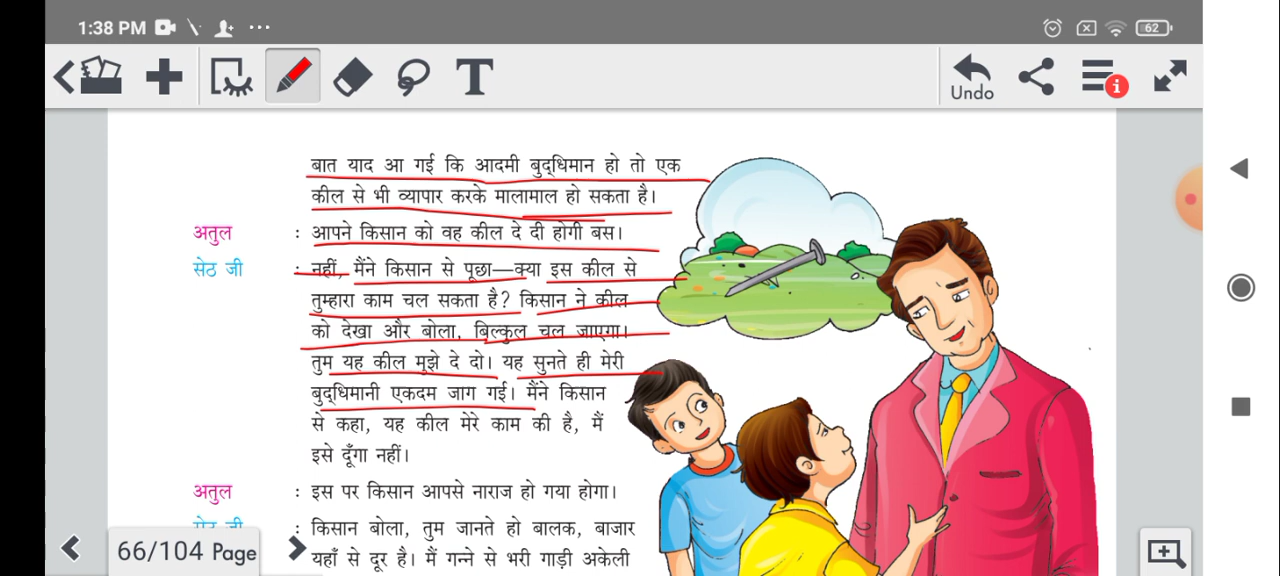 1:38 PM
62
T
Undo
i
बात याद आ गई कि आदमी बुद्धिमान हो तो एक
कील से भी व्यापार करके मालामाल हो सकता है।
अतुल : आपने किसान को वह कील दे दी होगी बस।
सेठ जी : नहीं, मैंने किसान से पूछा—क्या इस कील से
तुम्हारा काम चल सकता है? किसान ने कील
को देखा और बोला, बिल्कुल चल जाएगा।
तुम यह कील मुझे दे दो। यह सुनते ही मेरी
बुद्धिमानी एकदम जाग गई। मैंने किसान
से कहा, यह कील मेरे काम की है, मैं
इसे दूँगा नहीं।
अतुल : इस पर किसान आपसे नाराज हो गया होगा।
सेठ जी : किसान बोला, तुम जानते हो बालक, बाजार
यहाँ से दूर है। मैं गन्ने से भरी गाड़ी अकेली
66/104 Page